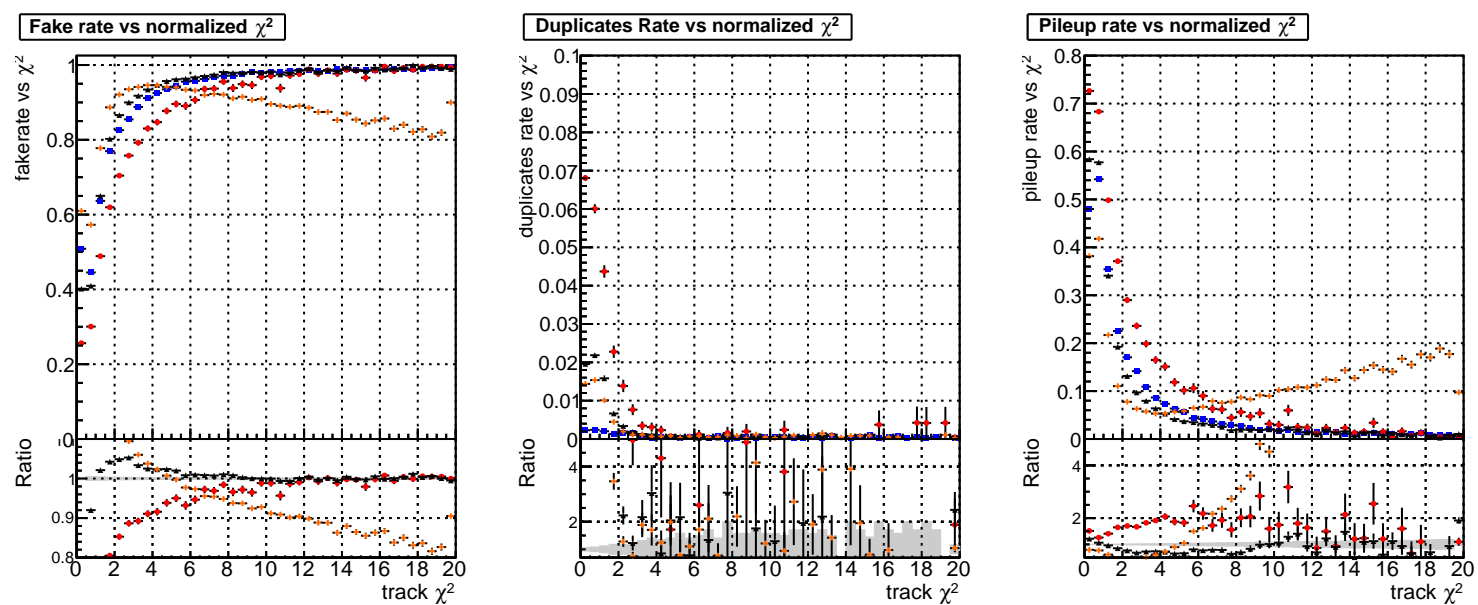 Fake rate vs normalized χ²
fakerate vs χ²
1
0.8
0.6
0.4
0.2
Ratio
1
0.9
0.8
0 2 4 6 8 10 12 14 16 18 20
track χ²
Duplicates Rate vs normalized χ²
duplicates rate vs χ²
0.1
0.09
0.08
0.07
0.06
0.05
0.04
0.03
0.02
0.01
0
Ratio
4
2
0 2 4 6 8 10 12 14 16 18 20
track χ²
Pileup rate vs normalized χ²
pileup rate vs χ²
0.8
0.7
0.6
0.5
0.4
0.3
0.2
0.1
0
Ratio
4
2
0 2 4 6 8 10 12 14 16 18 20
track χ²